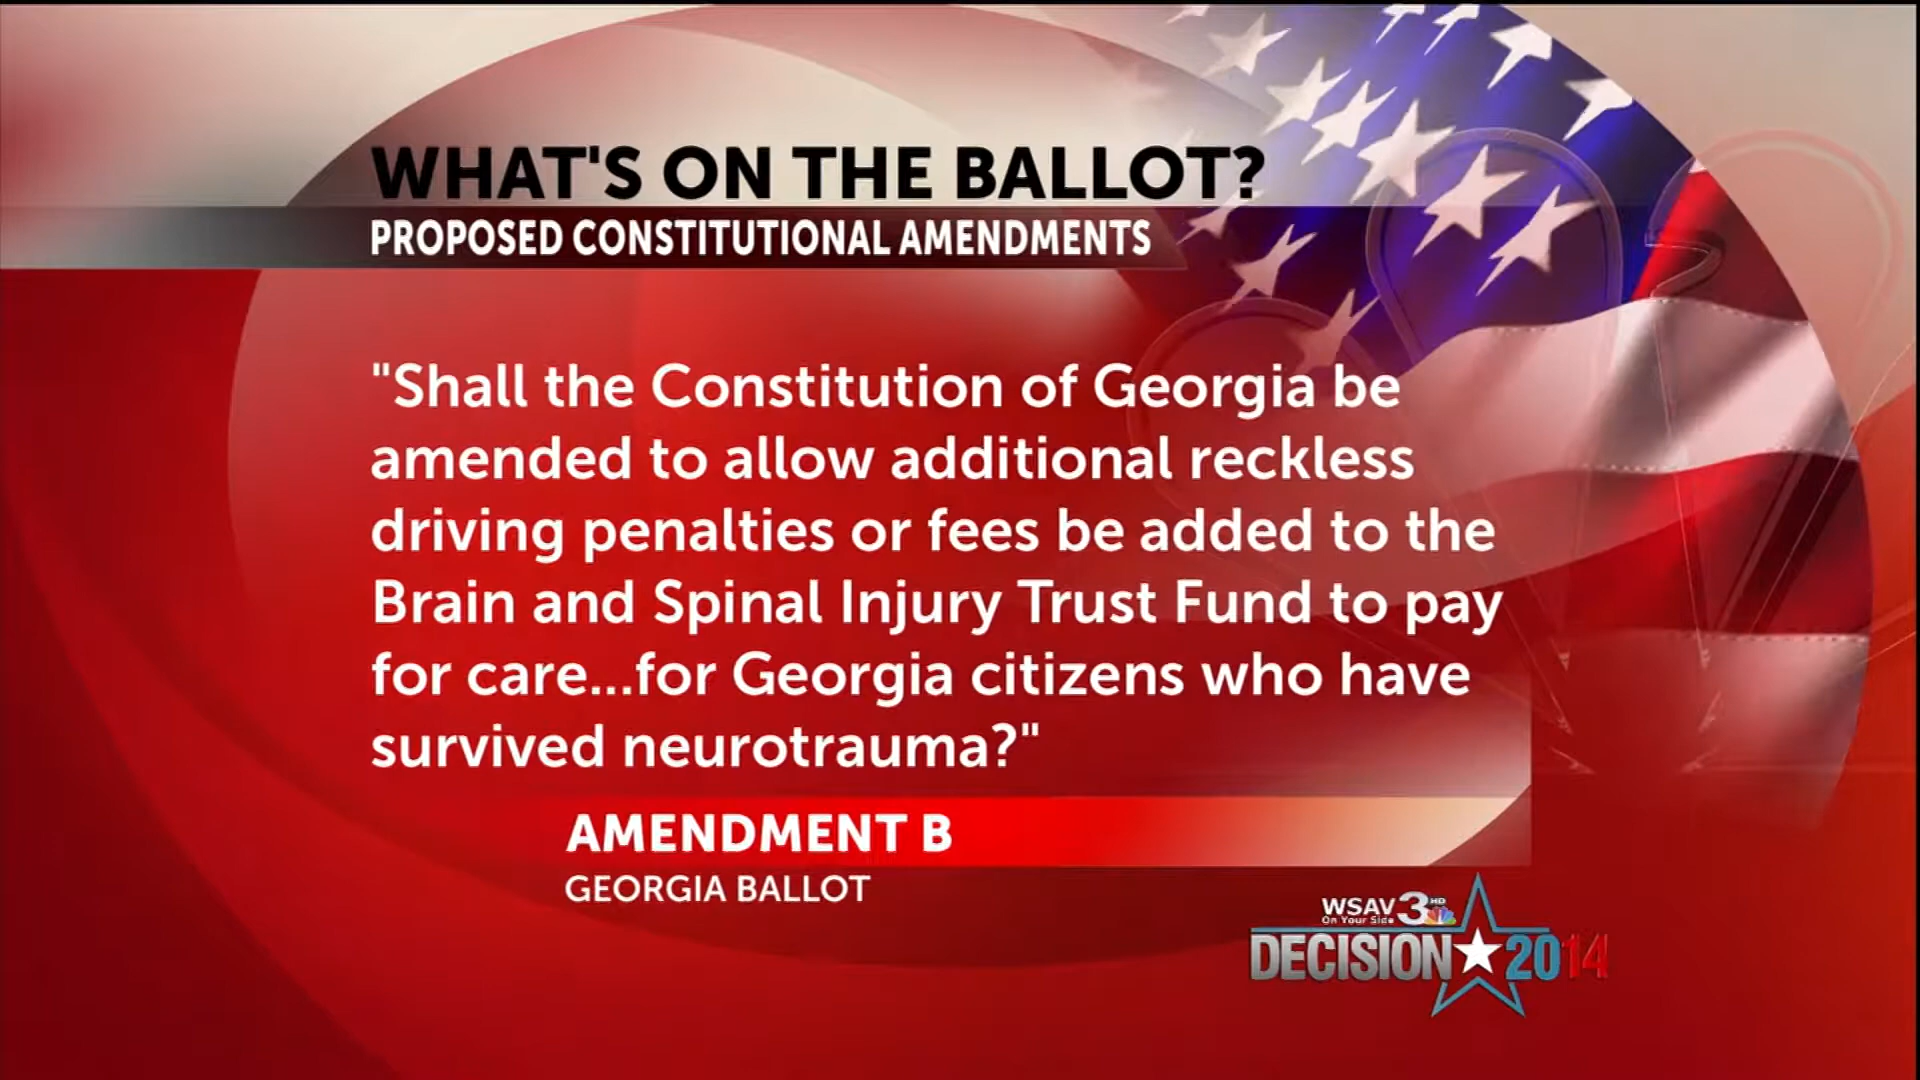 WHAT'S ON THE BALLOT?
PROPOSED CONSTITUTIONAL AMENDMENTS
"Shall the Constitution of Georgia be
amended to allow additional reckless
driving penalties or fees be added to the
Brain and Spinal Injury Trust Fund to pay
for care...for Georgia citizens who have
survived neurotrauma?"
AMENDMENT B
GEORGIA BALLOT
WSAV 3 HD
On Your Side
DECISION 2014